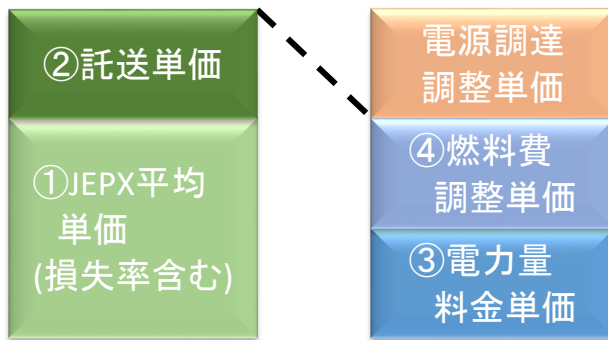 ②託送単価
①JEPX平均
単価
(損失率含む)
電源調達
調整単価
④燃料費
調整単価
③電力量
料金単価